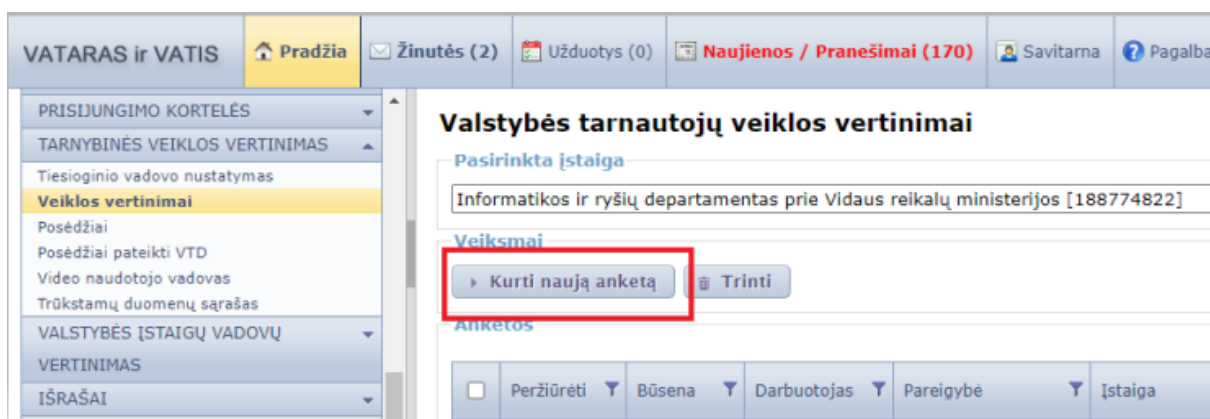 VATARAS ir VATIS
Pradžia
Žinutės (2)
Užduotys (0)
Naujienos / Pranešimai (170)
Savitarna
Pagalba
PRISIJUNGIMO KORTELĖS
TARNYBINĖS VEIKLOS VERTINIMAS
Tiesioginio vadovo nustatymas
Veiklos vertinimai
Posėdžiai
Posėdžiai pateikti VTD
Video naudotojo vadovas
Trūkstamų duomenų sąrašas
VALSTYBĖS ĮSTAIGŲ VADOVŲ
VERTINIMAS
IŠRAŠAI
Valstybės tarnautojų veiklos vertinimai
Pasirinkta įstaiga
Informatikos ir ryšių departamentas prie Vidaus reikalų ministerijos [188774822]
Veiksmai
Kurti naują anketą
Trinti
Anketos
Peržiūrėti
Būsena
Darbuotojas
Pareigybė
Įstaiga